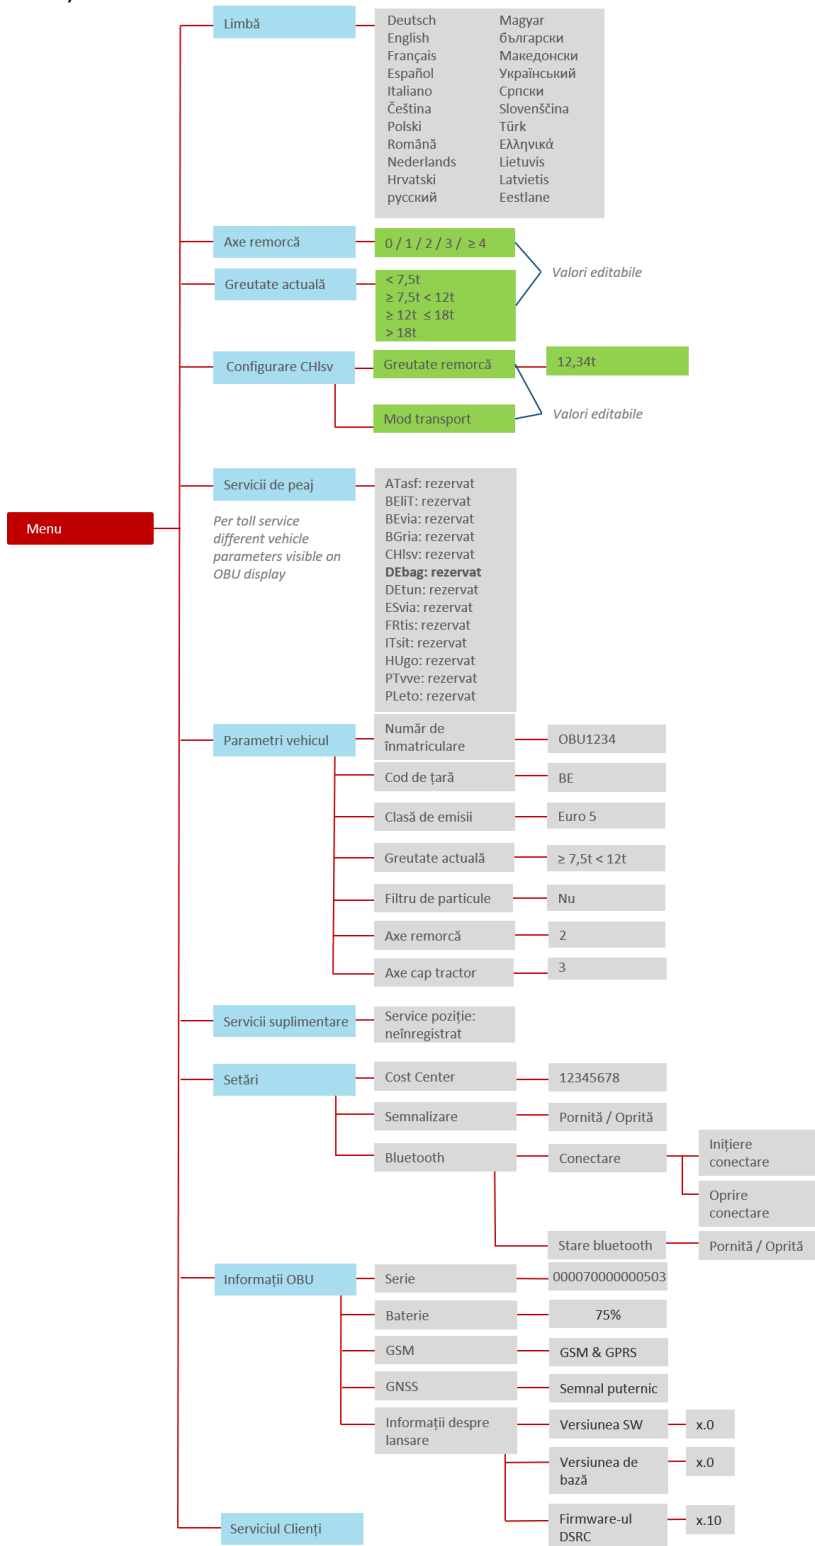 Limbă
Deutsch
English
Français
Español
Italiano
Čeština
Polski
Română
Nederlands
Hrvatski
русский
Magyar
български
Македонски
Український
Српски
Slovenščina
Türk
Ελληνικά
Lietuvis
Latvietis
Eestlane
Axe remorcă
0 / 1 / 2 / 3 / ≥ 4
Valori editabile
Greutate actuală
< 7,5t
≥ 7,5t < 12t
≥ 12t ≤ 18t
> 18t
Configurare CHlsv
Greutate remorcă
12,34t
Mod transport
Valori editabile
Menu
Servicii de peaj
Per toll service
different vehicle
parameters visible on
OBU display
ATasf: rezervat
BEliT: rezervat
BEvia: rezervat
BGria: rezervat
CHlsv: rezervat
DEbag: rezervat
DEtun: rezervat
ESvia: rezervat
FRtis: rezervat
ITsit: rezervat
HUgo: rezervat
PTvve: rezervat
PLeto: rezervat
Parametri vehicul
Număr de
înmatriculare
OBU1234
Cod de țară
BE
Clasă de emisii
Euro 5
Greutate actuală
≥ 7,5t < 12t
Filtru de particule
Nu
Axe remorcă
2
Axe cap tractor
3
Servicii suplimentare
Service poziție:
neînregistrat
Setări
Cost Center
12345678
Semnalizare
Pornită / Oprită
Bluetooth
Conectare
Inițiere
conectare
Oprire
conectare
Stare bluetooth
Pornită / Oprită
Informații OBU
Serie
000070000000503
Baterie
75%
GSM
GSM & GPRS
GNSS
Semnal puternic
Informații despre
lansare
Versiunea SW
x.0
Versiunea de
bază
x.0
Firmware-ul
DSRC
x.10
Serviciul Clienți